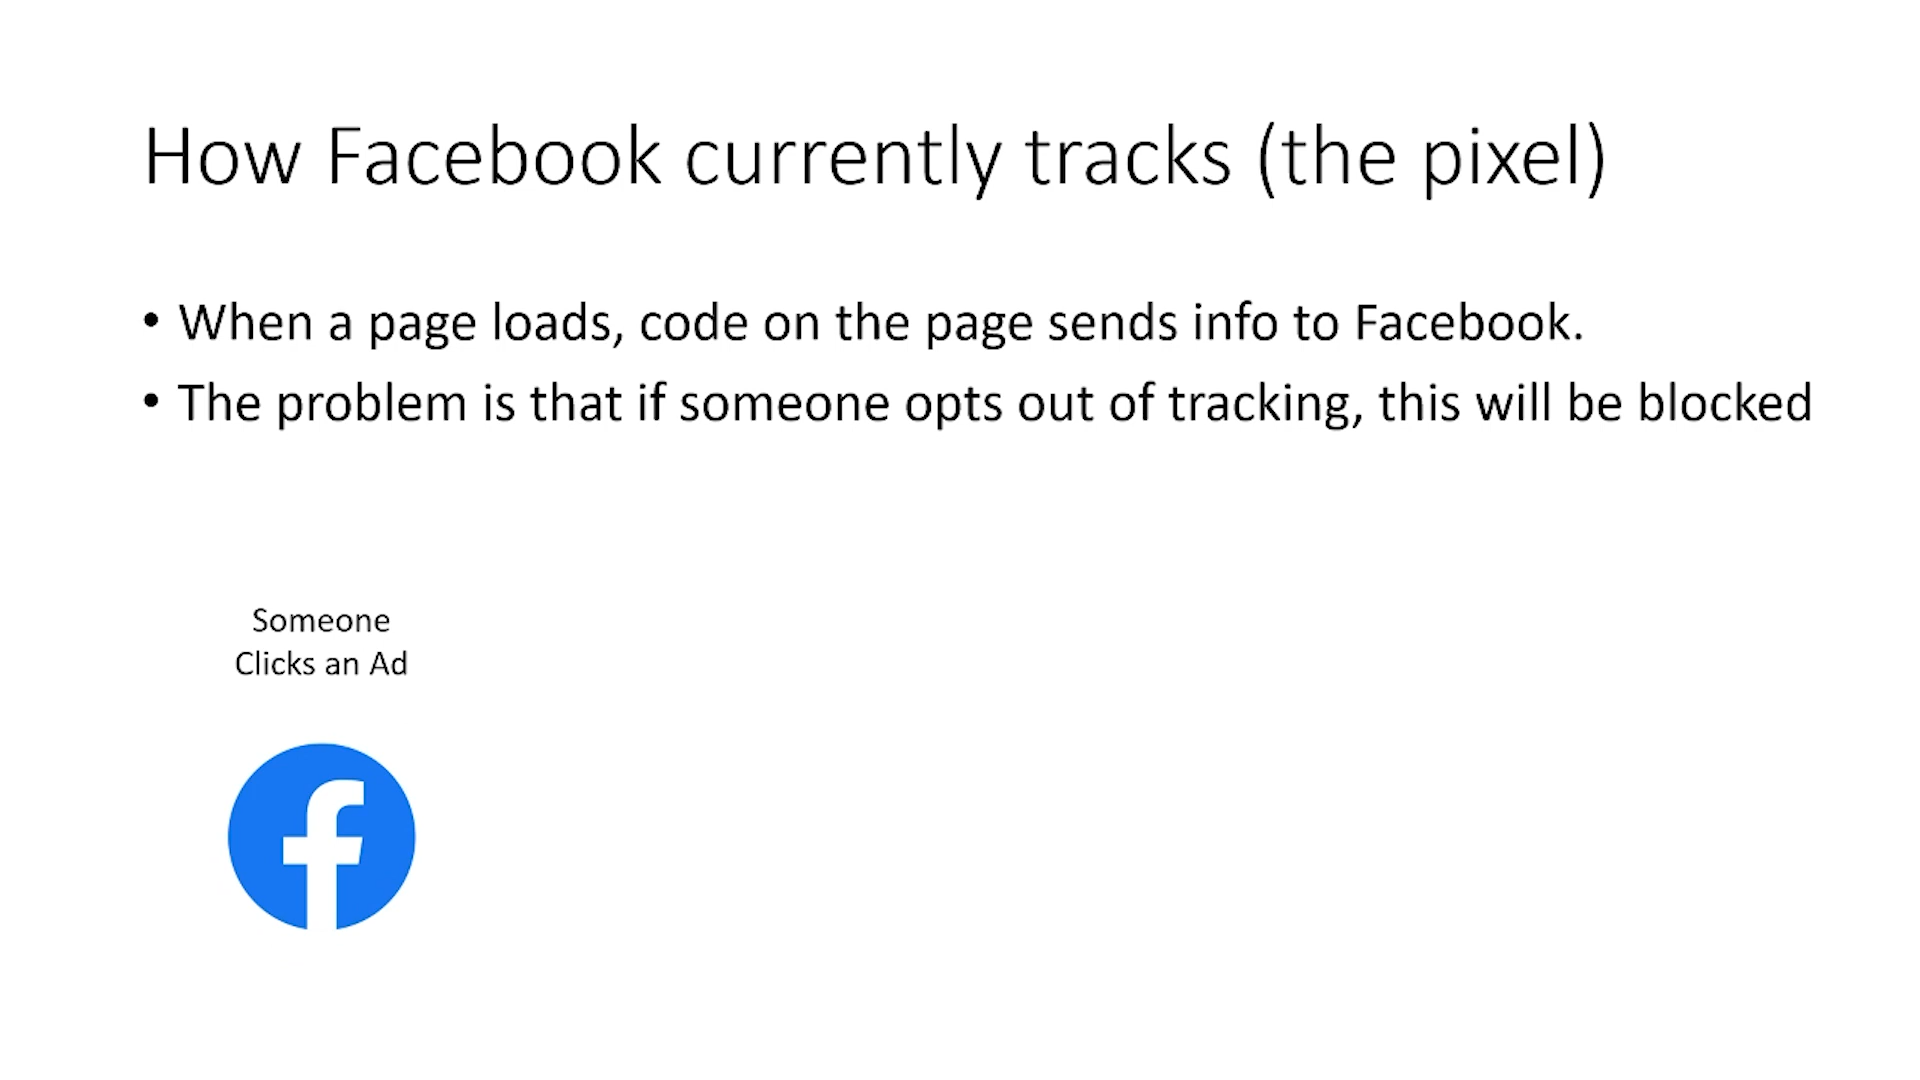 How Facebook currently tracks (the pixel)
• When a page loads, code on the page sends info to Facebook.
• The problem is that if someone opts out of tracking, this will be blocked
Someone
Clicks an Ad